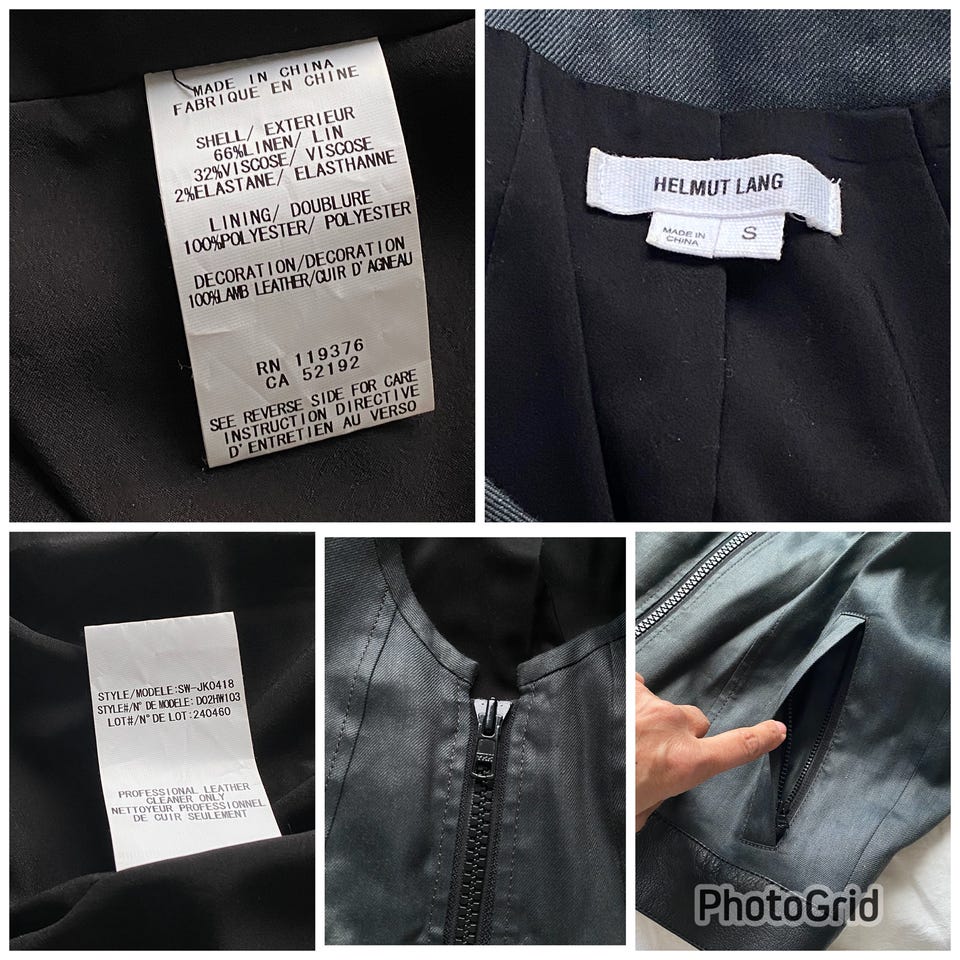 MADE IN CHINA
FABRIQUE EN CHINE
SHELL/ EXTERIEUR
66%LINEN/ LIN
32%VISCOSE/ VISCOSE
2%ELASTANE/ ELASTHANNE
LINING/ DOUBLURE
100%POLYESTER/ POLYESTER
DECORATION/DECORATION
100%LAMB LEATHER/CUIR D'AGNEAU
RN 119376
CA 52192
SEE REVERSE SIDE FOR CARE
INSTRUCTION DIRECTIVE
D'ENTRETIEN AU VERSO
HELMUT LANG
MADE IN
CHINA
S
STYLE/MODELE:SW-JK0418
STYLE#/N° DE MODELE: D02HW103
LOT#/N° DE LOT:240460
PROFESSIONAL LEATHER
CLEANER ONLY
NETTOYEUR PROFESSIONNEL
DE CUIR SEULEMENT
YKK
PhotoGrid